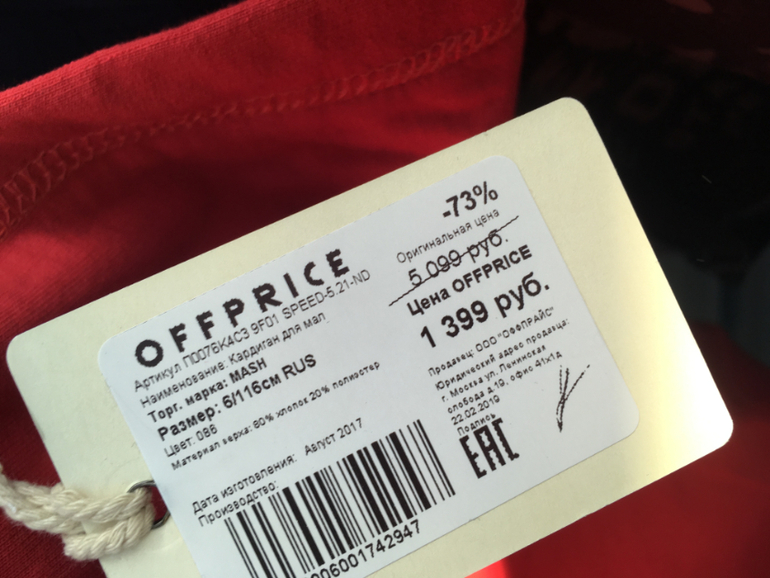 OFFPRICE
Артикул П0076К4С3 9F01 SPEED-5.21-ND
Наименование: Кардиган для мал
Торг. марка: MASH
Размер: 6/116см RUS
Цвет: 086
Материал верха: 80% хлопок 20% полиэстер
Дата изготовления: Август 2017
Производство:
006001742947
-73%
Оригинальная цена
5 099 руб.
Цена OFFPRICE
1 399 руб.
Продавец: ООО "ОФФПРАЙС"
Юридический адрес продавца:
г. Москва ул. Ленинская
слобода д.19, офис 41х1д
22.02.2019
Подпись
EAC